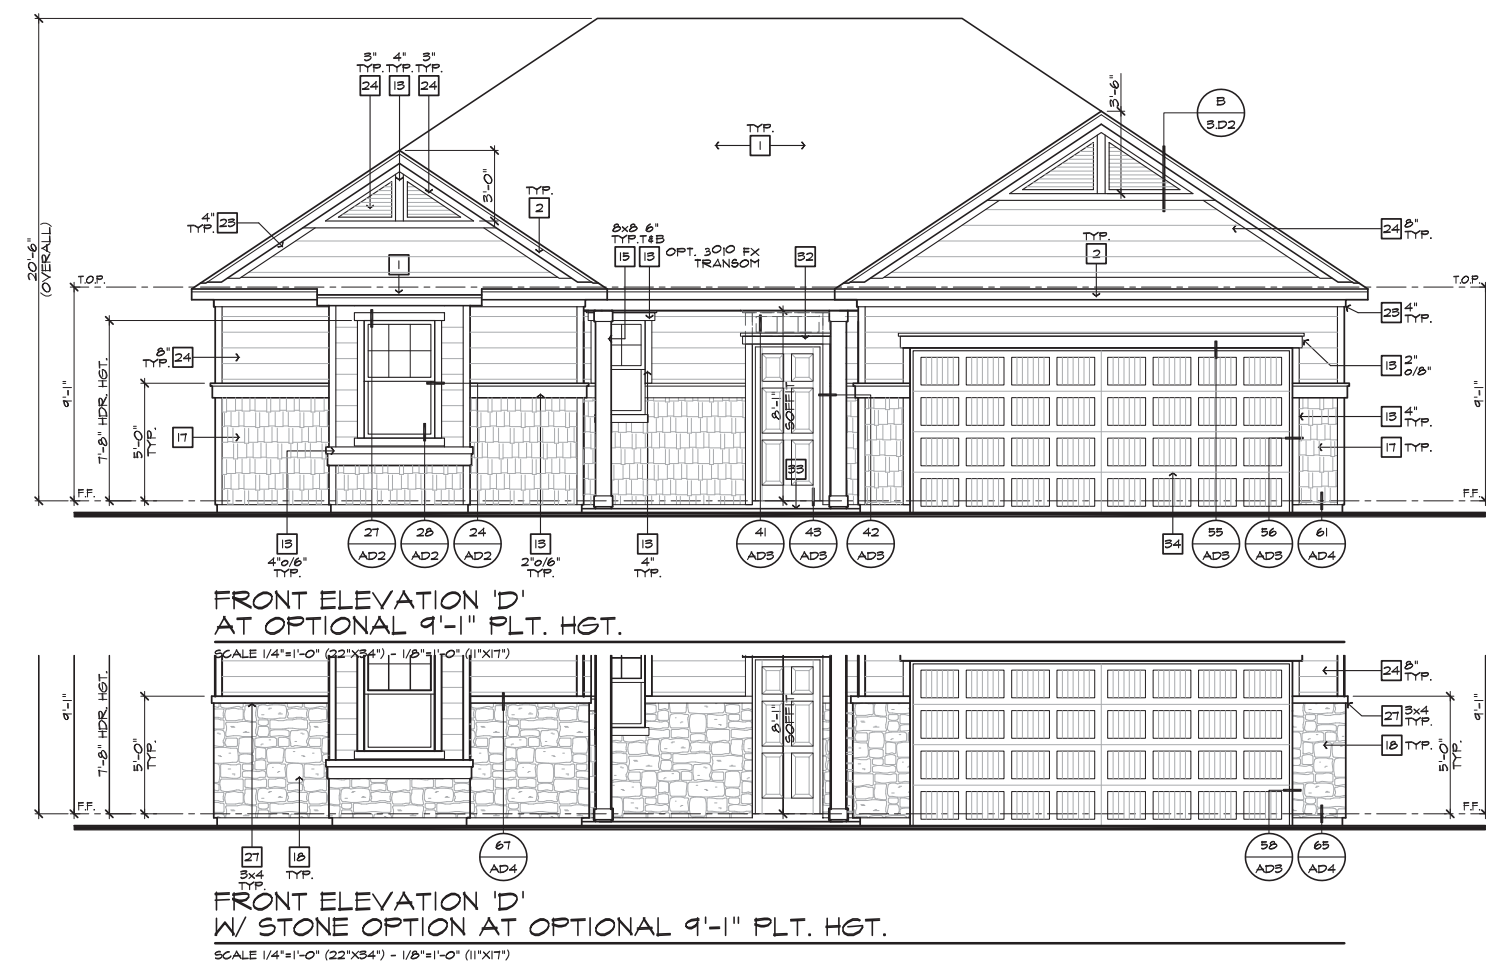 3" 4" 3"
TYP. TYP. TYP.
24 13 24
3'-6"
B
3.D2
TYP.
1
3'-0"
TYP.
2
4"
TYP. 23
20'-6"
(OVERALL)
8x8 6"
TYP. T&B
15 13
OPT. 3010 FX
TRANSOM
32
TYP.
2
24 8"
TYP.
1
T.O.P.
T.O.P.
23 4"
TYP.
8"
TYP. 24
13 2"
o/8"
9'-1"
7'-8" HDR. HGT.
5'-0"
TYP.
17
8'-1"
SOFFIT
33
13 4"
TYP.
17 TYP.
9'-1"
F.F.
F.F.
13
4"o/6"
TYP.
27
AD2
28
AD2
24
AD2
13
2"o/6"
TYP.
13
4"
TYP.
41
AD3
43
AD3
42
AD3
34
55
AD3
56
AD3
61
AD4
FRONT ELEVATION 'D'
AT OPTIONAL 9'-1" PLT. HGT.
SCALE 1/4"=1'-0" (22"X34") - 1/8"=1'-0" (11"X17")
9'-1"
7'-8" HDR. HGT.
5'-0"
TYP.
8'-1"
SOFFIT
24 8"
TYP.
27 3x4
TYP.
18 TYP.
5'-0"
TYP.
9'-1"
F.F.
F.F.
27
3x4
TYP.
18
TYP.
67
AD4
58
AD3
65
AD4
FRONT ELEVATION 'D'
W/ STONE OPTION AT OPTIONAL 9'-1" PLT. HGT.
SCALE 1/4"=1'-0" (22"X34") - 1/8"=1'-0" (11"X17")